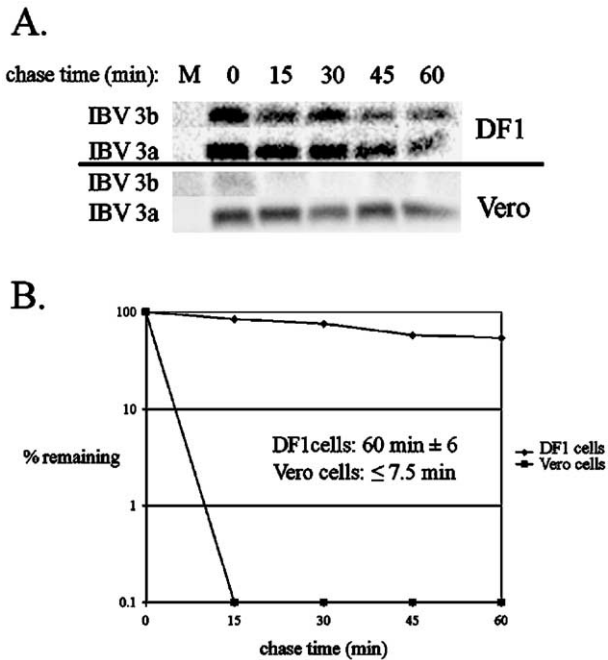 A.
chase time (min): M 0 15 30 45 60
IBV 3b
IBV 3a
DF1
IBV 3b
IBV 3a
Vero
B.
100
10
1
0.1
% remaining
DF1cells: 60 min ± 6
Vero cells: ≤ 7.5 min
DF1 cells
Vero cells
0 15 30 45 60
chase time (min)